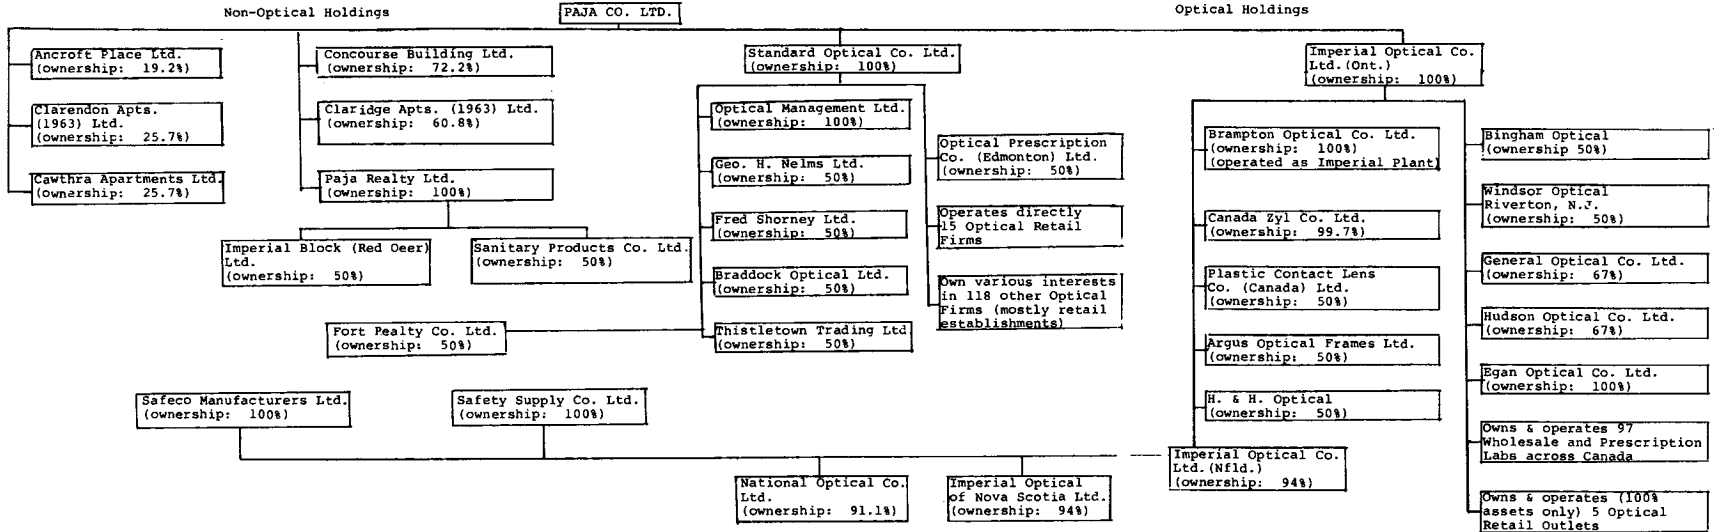 Non-Optical Holdings
PAJA CO. LTD.
Optical Holdings
Ancroft Place Ltd.
(ownership: 19.2%)
Clarendon Apts.
(1963) Ltd.
(ownership: 25.7%)
Cawthra Apartments Ltd.
(ownership: 25.7%)
Concourse Building Ltd.
(ownership: 72.2%)
Claridge Apts. (1963) Ltd.
(ownership: 60.8%)
Paja Realty Ltd.
(ownership: 100%)
Imperial Block (Red Oeer)
Ltd.
(ownership: 50%)
Sanitary Products Co. Ltd.
(ownership: 50%)
Standard Optical Co. Ltd.
(ownership: 100%)
Optical Management Ltd.
(ownership: 100%)
Geo. H. Nelms Ltd.
(ownership: 50%)
Fred Shorney Ltd.
(ownership: 50%)
Braddock Optical Ltd.
(ownership: 50%)
Thistletown Trading Ltd
(ownership: 50%)
Fort Pealty Co. Ltd.
(ownership: 50%)
Optical Prescription
Co. (Edmonton) Ltd.
(ownership: 50%)
Operates directly
15 Optical Retail
Firms
Own various interests
in 118 other Optical
Firms (mostly retail
establishments)
Imperial Optical Co.
Ltd.(Ont.)
(ownership: 100%)
Brampton Optical Co. Ltd.
(ownership: 100%)
(operated as Imperial Plant)
Canada Zyl Co. Ltd.
(ownership: 99.7%)
Plastic Contact Lens
Co. (Canada) Ltd.
(ownership: 50%)
Argus Optical Frames Ltd.
(ownership: 50%)
H. & H. Optical
(ownership: 50%)
Imperial Optical Co.
Ltd.(Nfld.)
(ownership: 94%)
Bingham Optical
(ownership 50%)
Windsor Optical
Riverton, N.J.
(ownership: 50%)
General Optical Co. Ltd.
(ownership: 67%)
Hudson Optical Co. Ltd.
(ownership: 67%)
Egan Optical Co. Ltd.
(ownership: 100%)
Owns & operates 97
Wholesale and Prescription
Labs across Canada
Owns & operates (100%
assets only) 5 Optical
Retail Outlets
Safeco Manufacturers Ltd.
(ownership: 100%)
Safety Supply Co. Ltd.
(ownership: 100%)
National Optical Co.
Ltd.
(ownership: 91.1%)
Imperial Optical
of Nova Scotia Ltd.
(ownership: 94%)